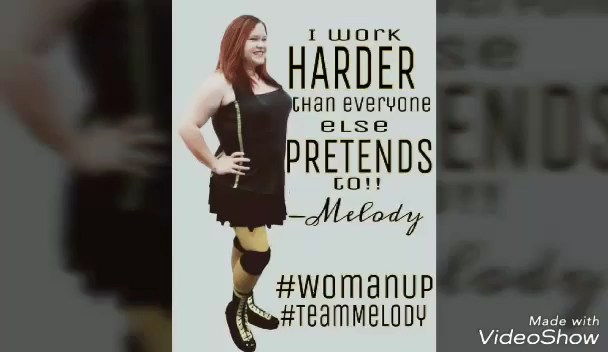 I WORK
HARDER
THAN EVERYONE
ELSE
PRETENDS
TO!!
-Melody
#WOMANUP
#TEAMMELODY
Made with
VideoShow